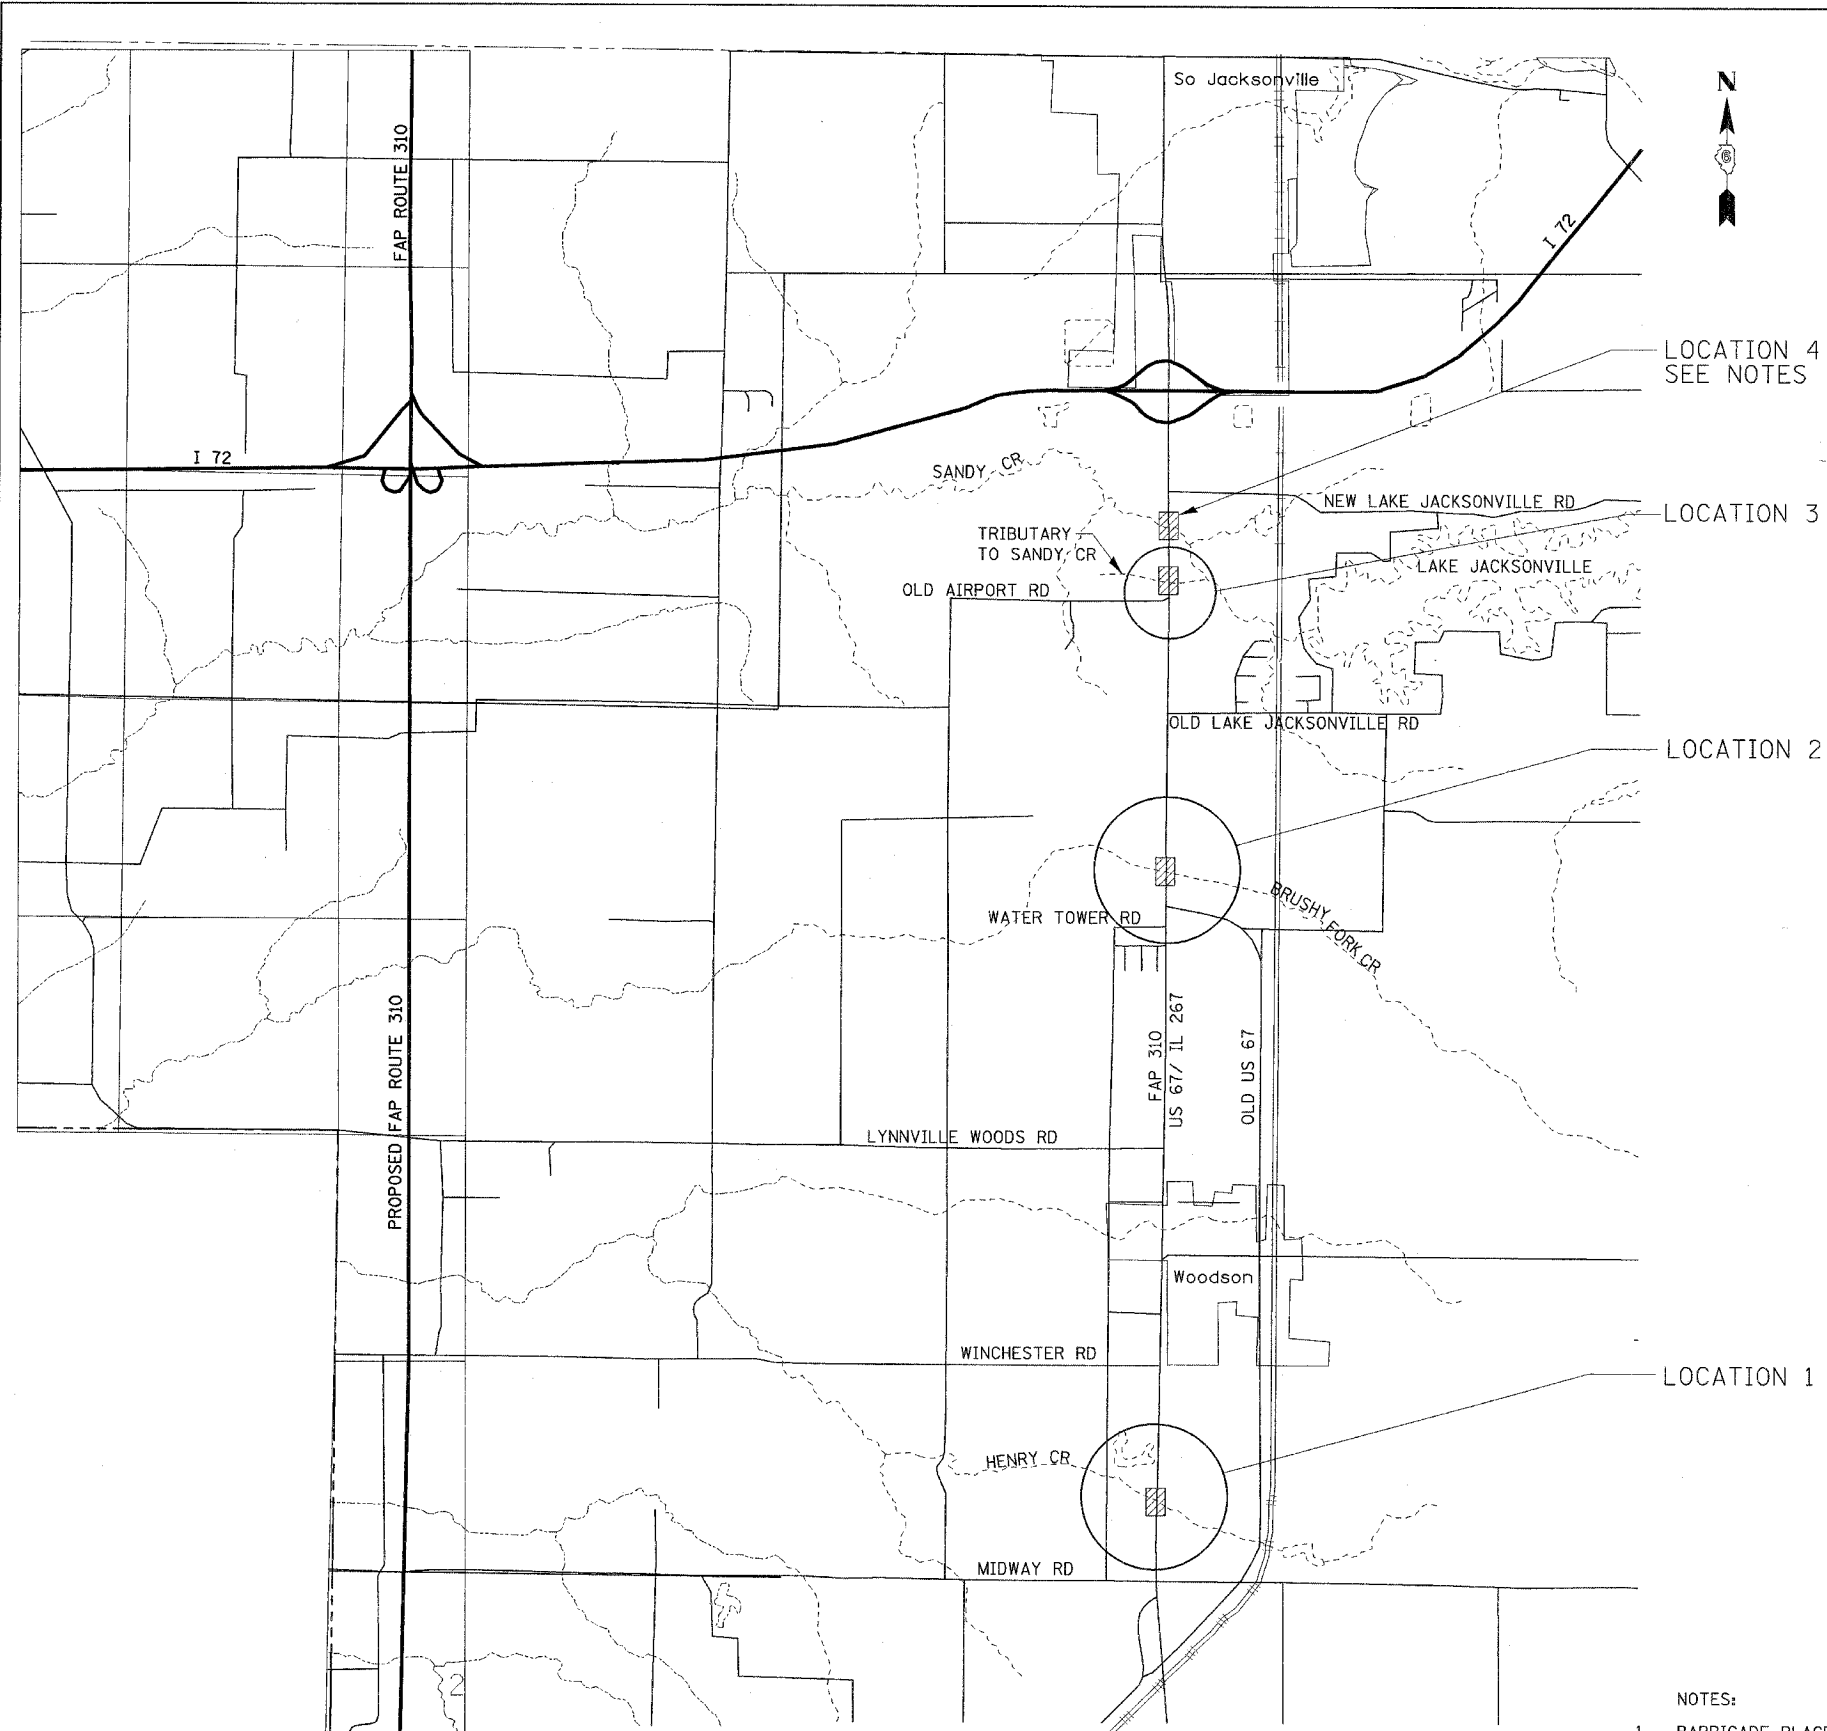 So Jacksonville
N
6
FAP ROUTE 310
I 72
LOCATION 4
SEE NOTES
I 72
SANDY CR
NEW LAKE JACKSONVILLE RD
LOCATION 3
TRIBUTARY
TO SANDY CR
LAKE JACKSONVILLE
OLD AIRPORT RD
OLD LAKE JACKSONVILLE RD
LOCATION 2
BRUSHY FORK CR
WATER TOWER RD
PROPOSED FAP ROUTE 310
FAP 310
US 67/ IL 267
OLD US 67
LYNNVILLE WOODS RD
Woodson
WINCHESTER RD
LOCATION 1
HENRY CR
MIDWAY RD
2
NOTES: